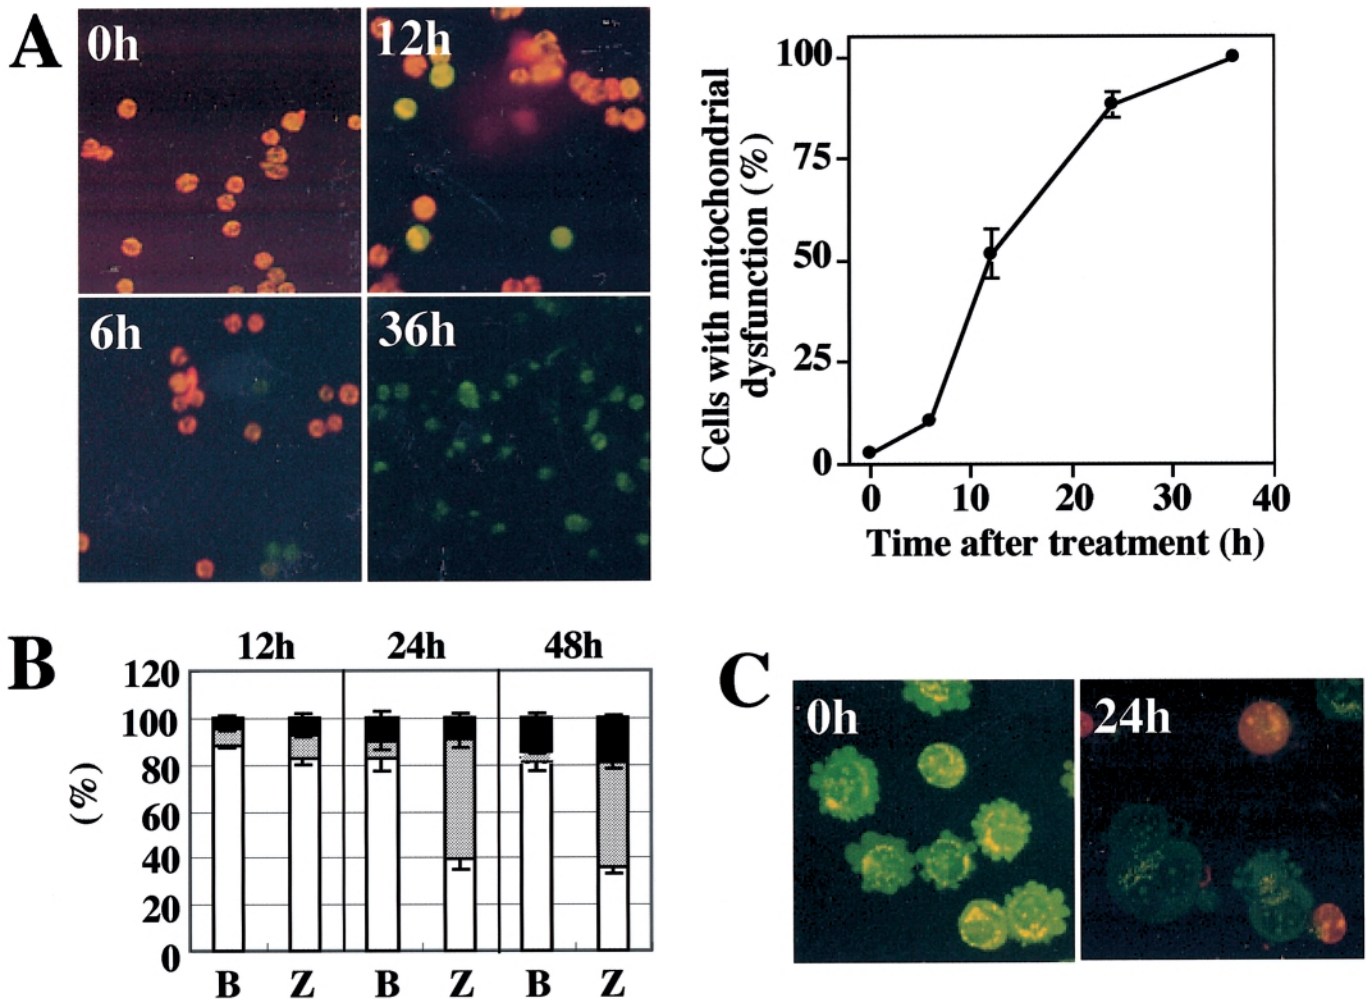 A
0h
12h
6h
36h
Cells with mitochondrial
dysfunction (%)
100
75
50
25
0
0 10 20 30 40
Time after treatment (h)
B
12h 24h 48h
(%)
120
100
80
60
40
20
0
B Z B Z B Z
C
0h
24h